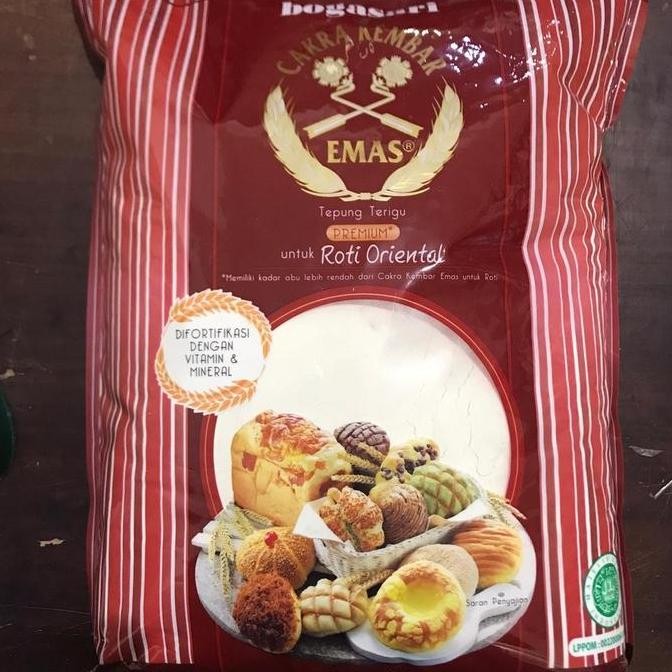 bogasari
CAKRA KEMBAR
EMAS®
Tepung Terigu
PREMIUM*
untuk Roti Oriental
*Memiliki kadar abu lebih rendah dari Cakra Kembar Emas untuk Roti
DIFORTIFIKASI
DENGAN
VITAMIN &
MINERAL
Saran Penyajian